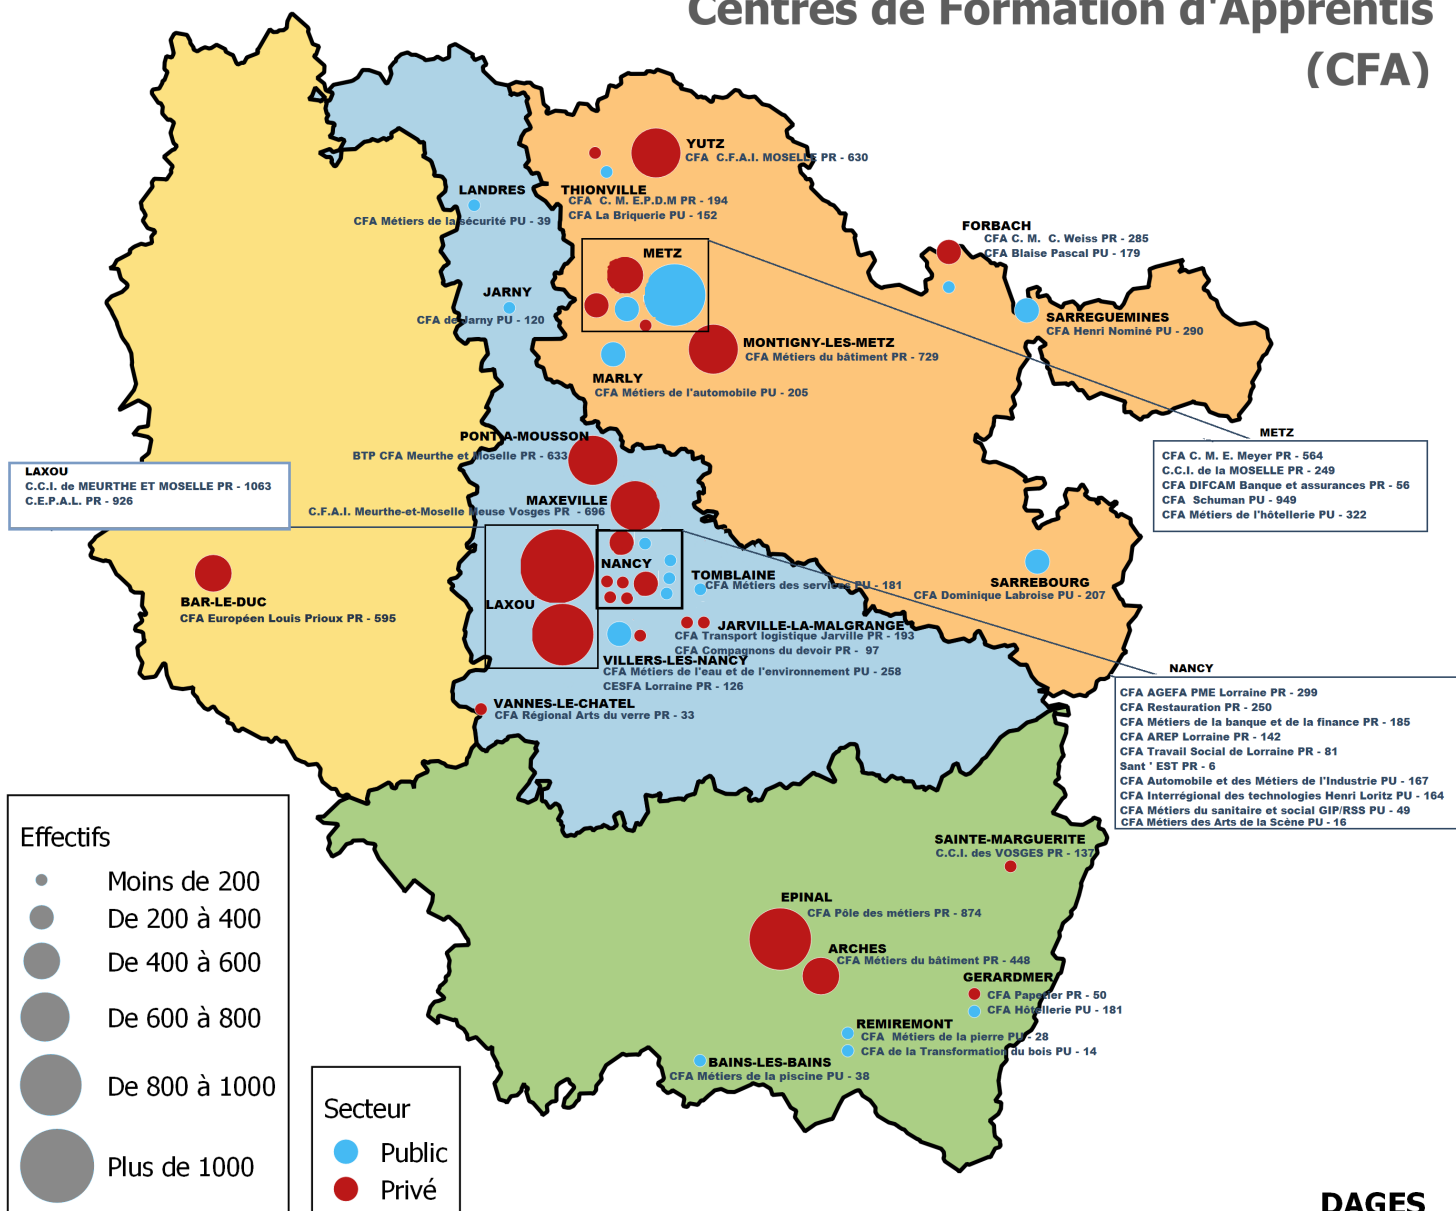 Centres de Formation d'Apprentis
(CFA)
YUTZ
CFA C.F.A.I. MOSELLE PR - 630
THIONVILLE
CFA C. M. E.P.D.M PR - 194
CFA La Briquerie PU - 152
LANDRES
CFA Métiers de la sécurité PU - 39
FORBACH
CFA C. M. C. Weiss PR - 285
CFA Blaise Pascal PU - 179
METZ
JARNY
CFA de Jarny PU - 120
SARREGUEMINES
CFA Henri Nominé PU - 290
MONTIGNY-LES-METZ
CFA Métiers du bâtiment PR - 729
MARLY
CFA Métiers de l'automobile PU - 205
METZ
CFA C. M. E. Meyer PR - 564
C.C.I. de la MOSELLE PR - 249
CFA DIFCAM Banque et assurances PR - 56
CFA Schuman PU - 949
CFA Métiers de l'hôtellerie PU - 322
PONT-A-MOUSSON
BTP CFA Meurthe et Moselle PR - 633
LAXOU
C.C.I. de MEURTHE ET MOSELLE PR - 1063
C.E.P.A.L. PR - 926
MAXEVILLE
C.F.A.I. Meurthe-et-Moselle Meuse Vosges PR - 696
NANCY
LAXOU
TOMBLAINE
CFA Métiers des services PU - 181
SARREBOURG
CFA Dominique Labroise PU - 207
BAR-LE-DUC
CFA Européen Louis Prioux PR - 595
JARVILLE-LA-MALGRANGE
CFA Transport logistique Jarville PR - 193
CFA Compagnons du devoir PR - 97
VILLERS-LES-NANCY
CFA Métiers de l'eau et de l'environnement PU - 258
CESFA Lorraine PR - 126
VANNES-LE-CHATEL
CFA Régional Arts du verre PR - 33
NANCY
CFA AGEFA PME Lorraine PR - 299
CFA Restauration PR - 250
CFA Métiers de la banque et de la finance PR - 185
CFA AREP Lorraine PR - 142
CFA Travail Social de Lorraine PR - 81
Sant ' EST PR - 6
CFA Automobile et des Métiers de l'Industrie PU - 167
CFA Interrégional des technologies Henri Loritz PU - 164
CFA Métiers du sanitaire et social GIP/RSS PU - 49
CFA Métiers des Arts de la Scène PU - 16
SAINTE-MARGUERITE
C.C.I. des VOSGES PR - 137
EPINAL
CFA Pôle des métiers PR - 874
ARCHES
CFA Métiers du bâtiment PR - 448
GERARDMER
CFA Papetier PR - 50
CFA Hôtellerie PU - 181
REMIREMONT
CFA Métiers de la pierre PU - 28
CFA de la Transformation du bois PU - 14
BAINS-LES-BAINS
CFA Métiers de la piscine PU - 38
Effectifs
Moins de 200
De 200 à 400
De 400 à 600
De 600 à 800
De 800 à 1000
Plus de 1000
Secteur
Public
Privé
DAGES